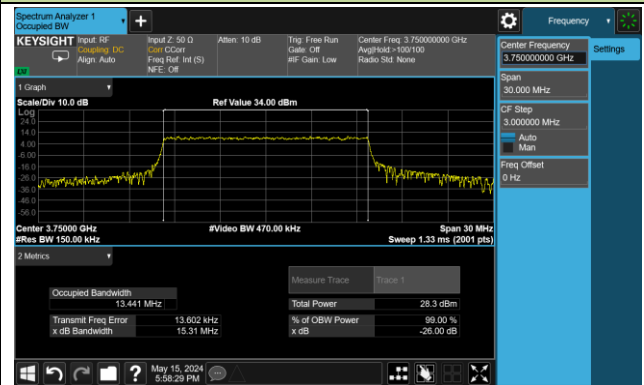 Spectrum Analyzer 1
Occupied BW
Frequency
KEYSIGHT
Input: RF
Coupling: DC
Align: Auto
Input Z: 50 Ω
Corr CCorr
Freq Ref: Int (S)
NFE: Off
Atten: 10 dB
Trig: Free Run
Gate: Off
#IF Gain: Low
Center Freq: 3.750000000 GHz
Avg|Hold:>100/100
Radio Std: None
Center Frequency
3.750000000 GHz
Settings
Span
30.000 MHz
CF Step
3.000000 MHz
Auto
Man
Freq Offset
0 Hz
1 Graph
Scale/Div 10.0 dB
Ref Value 34.00 dBm
Log
24.0
14.0
4.00
-6.00
-16.0
-26.0
-36.0
-46.0
-56.0
Center 3.75000 GHz
#Video BW 470.00 kHz
Span 30 MHz
#Res BW 150.00 kHz
Sweep 1.33 ms (2001 pts)
2 Metrics
Measure Trace
Trace 1
Occupied Bandwidth
13.441 MHz
Total Power
28.3 dBm
Transmit Freq Error
13.602 kHz
% of OBW Power
99.00 %
x dB Bandwidth
15.31 MHz
x dB
-26.00 dB
May 15, 2024
5:58:29 PM